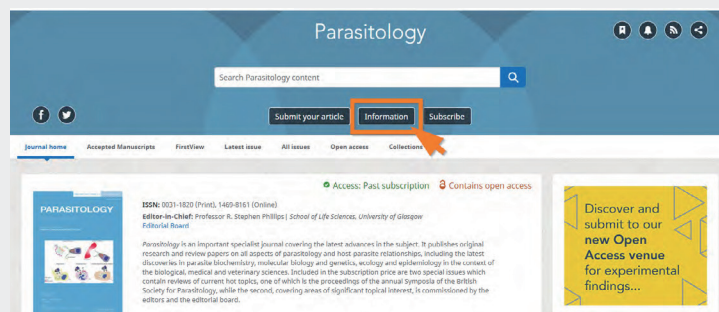 Parasitology
Search Parasitology content
Submit your article
Information
Subscribe
Journal home
Accepted Manuscripts
FirstView
Latest issue
All issues
Open access
Collections
Access: Past subscription
Contains open access
PARASITOLOGY
ISSN: 0031-1820 (Print), 1469-8161 (Online)
Editor-in-Chief: Professor R. Stephen Phillips | School of Life Sciences, University of Glasgow
Editorial Board
Parasitology is an important specialist journal covering the latest advances in the subject. It publishes original
research and review papers on all aspects of parasitology and host parasite relationships, including the latest
discoveries in parasite biochemistry, molecular biology and genetics, ecology and epidemiology in the context of
the biological, medical and veterinary sciences. Included in the subscription price are two special issues which
contain reviews of current hot topics, one of which is the proceedings of the annual Symposia of the British
Society for Parasitology, while the second, covering areas of significant topical interest, is commissioned by the
editors and the editorial board.
Discover and
submit to our
new Open
Access venue
for experimental
findings...